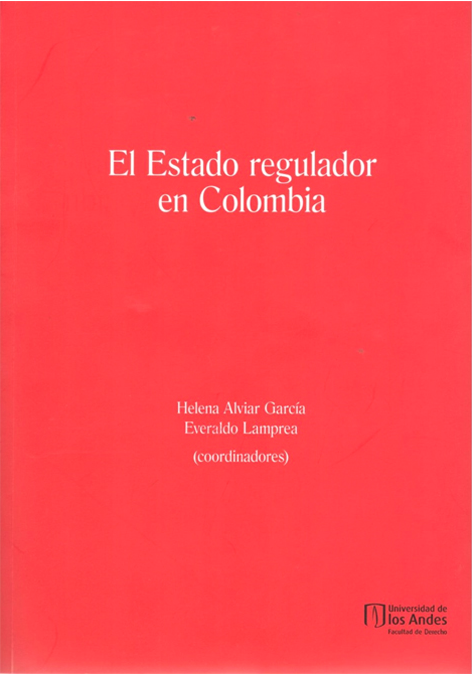 El Estado regulador
en Colombia
Helena Alviar García
Everaldo Lamprea
(coordinadores)
Universidad de
los Andes
Facultad de Derecho